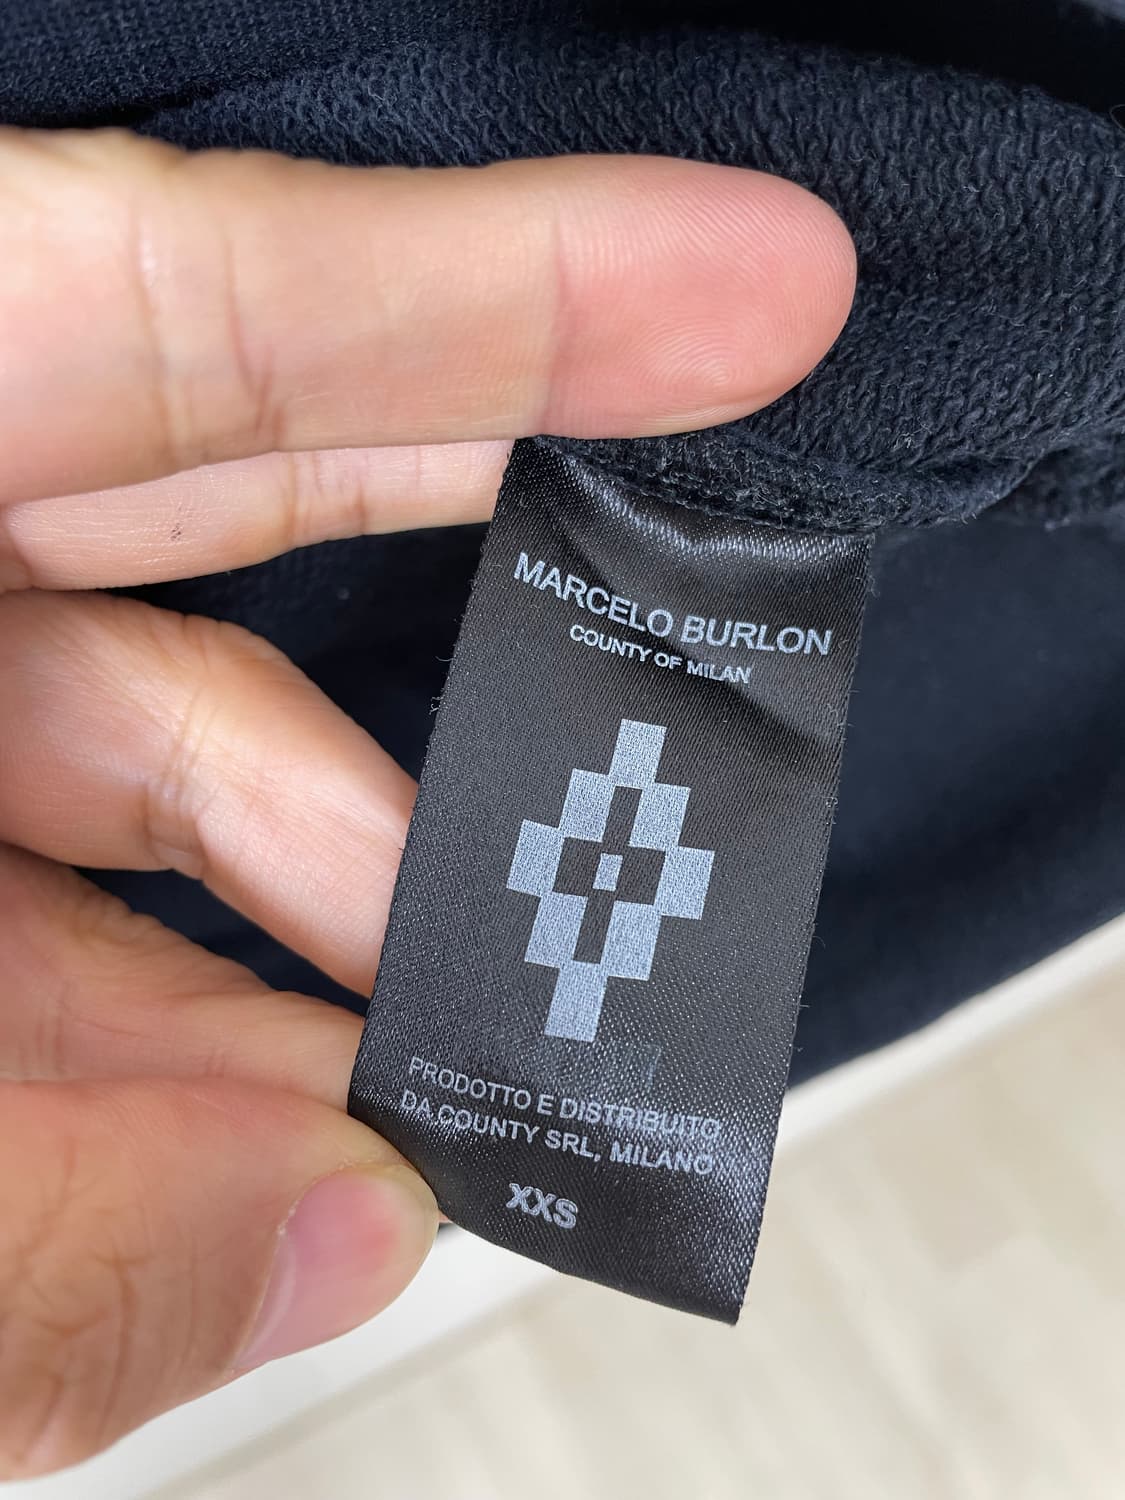 MARCELO BURLON
COUNTY OF MILAN
PRODOTTO E DISTRIBUITO
DA COUNTY SRL, MILANO
XXS